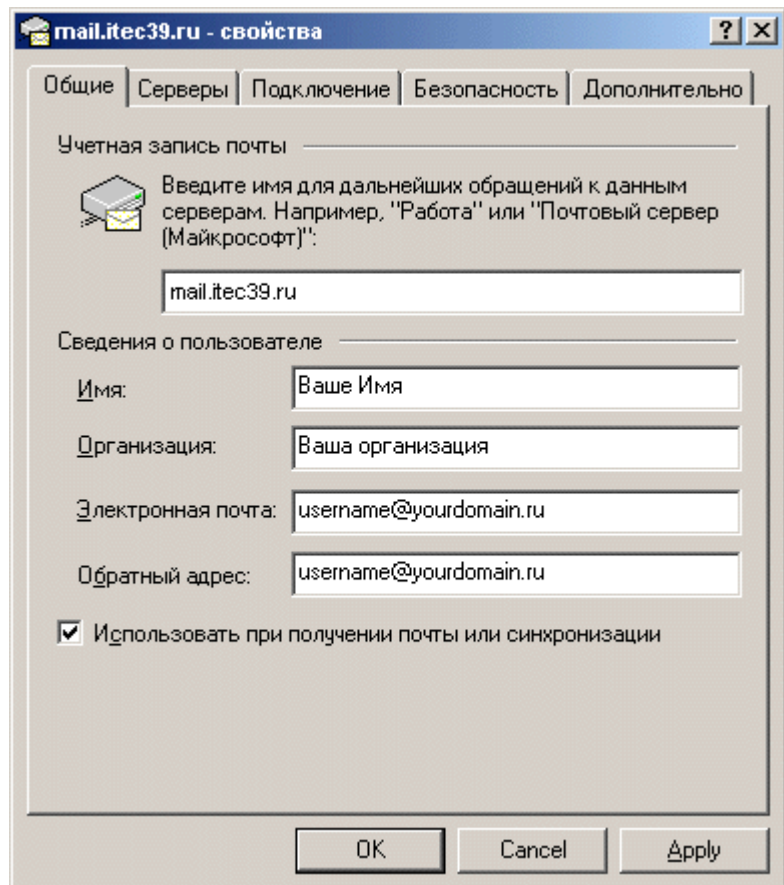 mail.itec39.ru - свойства
Общие Серверы Подключение Безопасность Дополнительно
Учетная запись почты
Введите имя для дальнейших обращений к данным
серверам. Например, "Работа" или "Почтовый сервер
(Майкрософт)":
mail.itec39.ru
Сведения о пользователе
Имя: Ваше Имя
Организация: Ваша организация
Электронная почта: username@yourdomain.ru
Обратный адрес: username@yourdomain.ru
Использовать при получении почты или синхронизации
OK Cancel Apply